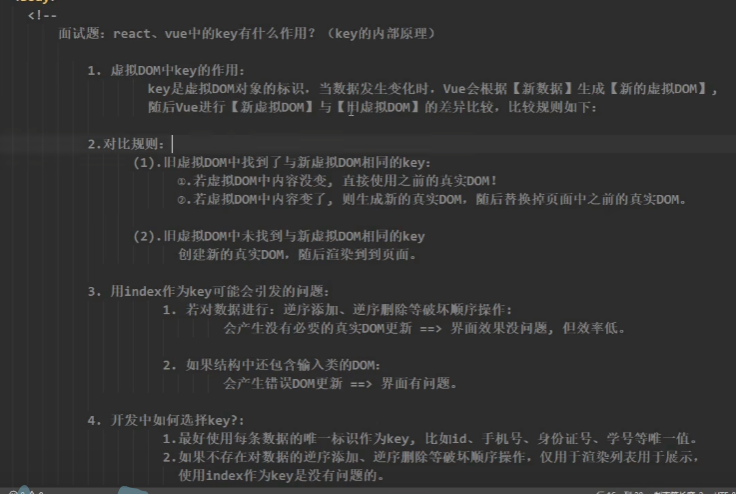 <!--
面试题：react、vue中的key有什么作用？（key的内部原理）
1. 虚拟DOM中key的作用：
key是虚拟DOM对象的标识，当数据发生变化时，Vue会根据【新数据】生成【新的虚拟DOM】,
随后Vue进行【新虚拟DOM】与【旧虚拟DOM】的差异比较，比较规则如下：
2.对比规则：
(1).旧虚拟DOM中找到了与新虚拟DOM相同的key：
①.若虚拟DOM中内容没变, 直接使用之前的真实DOM！
②.若虚拟DOM中内容变了, 则生成新的真实DOM，随后替换掉页面中之前的真实DOM。
(2).旧虚拟DOM中未找到与新虚拟DOM相同的key
创建新的真实DOM，随后渲染到到页面。
3. 用index作为key可能会引发的问题：
1. 若对数据进行：逆序添加、逆序删除等破坏顺序操作：
会产生没有必要的真实DOM更新 ==> 界面效果没问题, 但效率低。
2. 如果结构中还包含输入类的DOM：
会产生错误DOM更新 ==> 界面有问题。
4. 开发中如何选择key?：
1.最好使用每条数据的唯一标识作为key, 比如id、手机号、身份证号、学号等唯一值。
2.如果不存在对数据的逆序添加、逆序删除等破坏顺序操作，仅用于渲染列表用于展示，
使用index作为key是没有问题的。